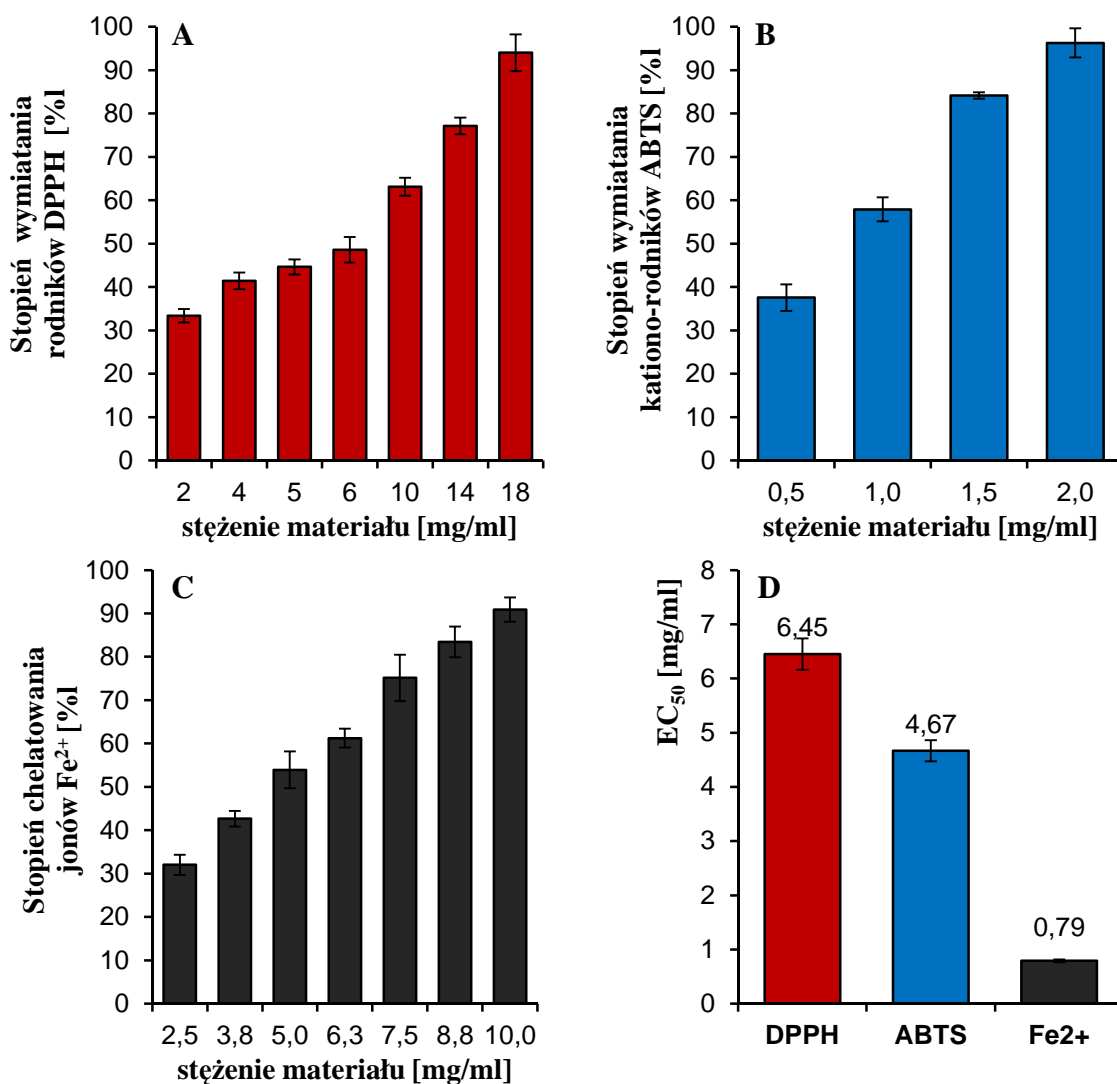 A
Stopień wymiatania
rodników DPPH [%l
100
90
80
70
60
50
40
30
20
10
0
2 4 5 6 10 14 18
stężenie materiału [mg/ml]
B
Stopień wymiatania
kationo-rodników ABTS [%l
100
90
80
70
60
50
40
30
20
10
0
0,5 1,0 1,5 2,0
stężenie materiału [mg/ml]
C
Stopień chelatowania
jonów Fe²⁺ [%l
100
90
80
70
60
50
40
30
20
10
0
2,5 3,8 5,0 6,3 7,5 8,8 10,0
stężenie materiału [mg/ml]
D
EC₅₀ [mg/ml]
8
7
6
5
4
3
2
1
0
6,45
4,67
0,79
DPPH ABTS Fe2+